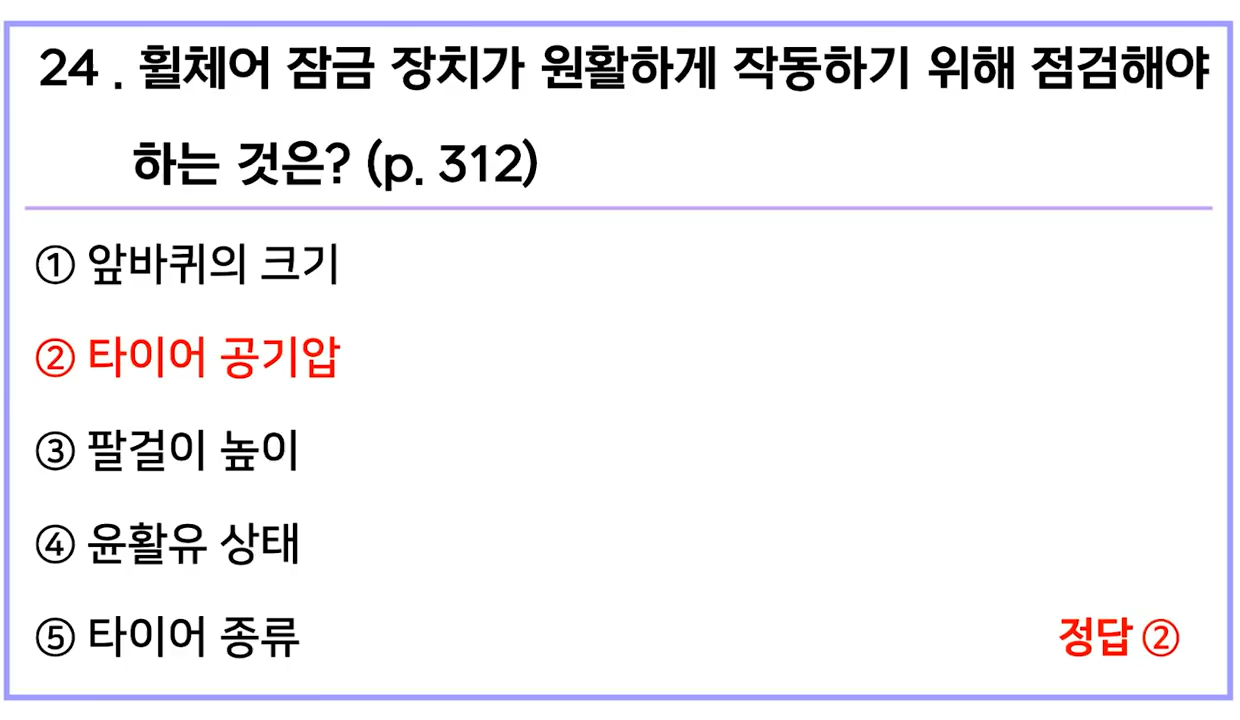 24 . 휠체어 잠금 장치가 원활하게 작동하기 위해 점검해야
하는 것은? (p. 312)
① 앞바퀴의 크기
② 타이어 공기압
③ 팔걸이 높이
④ 윤활유 상태
⑤ 타이어 종류
정답 ②